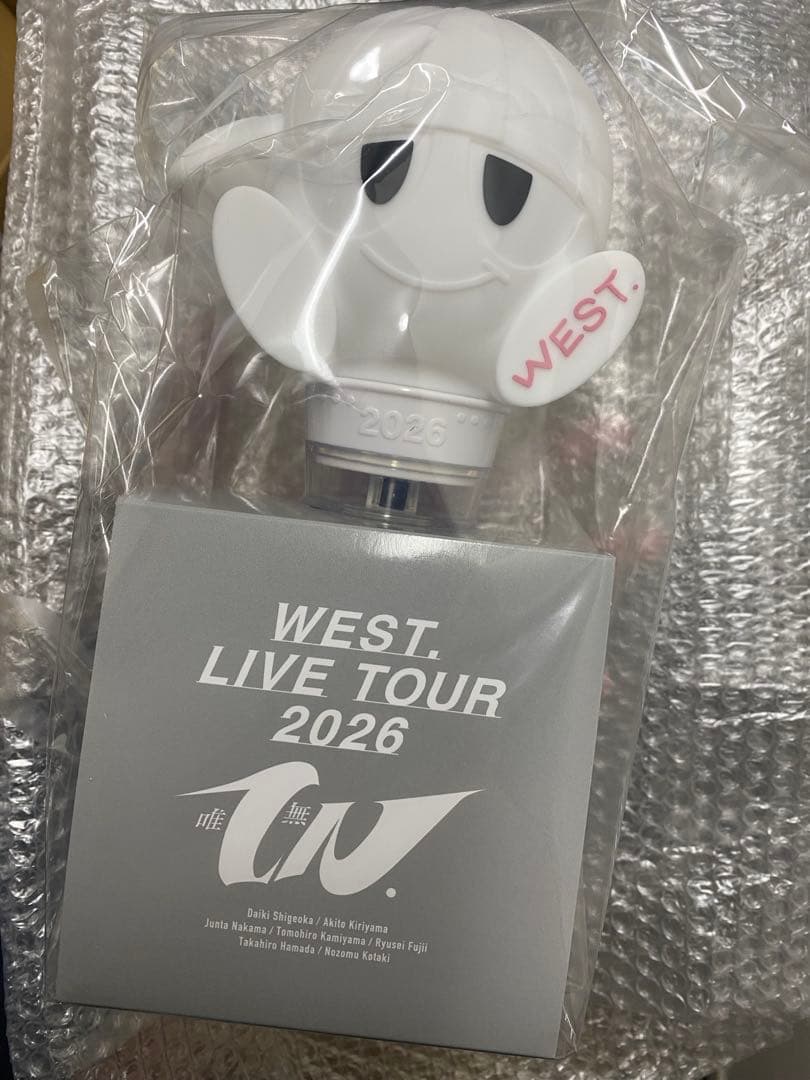 WEST.
2026
WEST.
LIVE TOUR
2026
唯 無
W.
Daiki Shigeoka / Akito Kiriyama
Junta Nakama / Tomohiro Kamiyama / Ryusei Fujii
Takahiro Hamada / Nozomu Kotaki